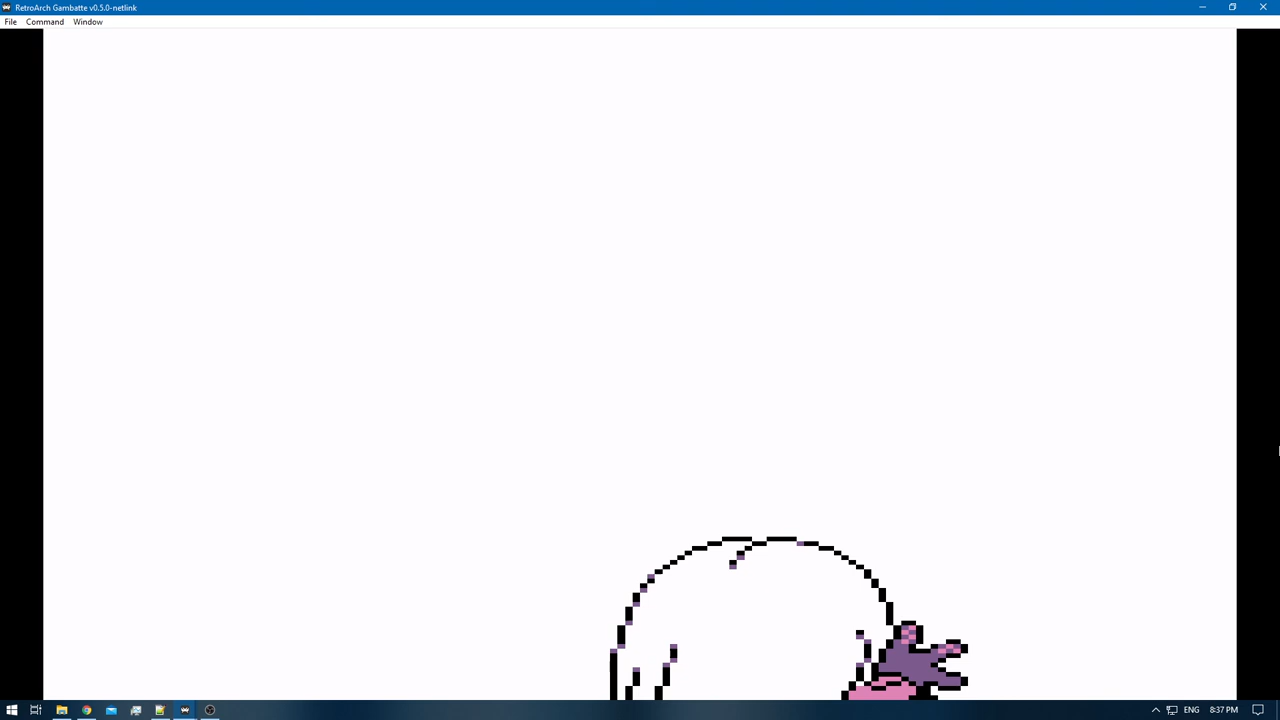 RetroArch Gambatte v0.5.0-netlink
File Command Window
ENG 8:37 PM